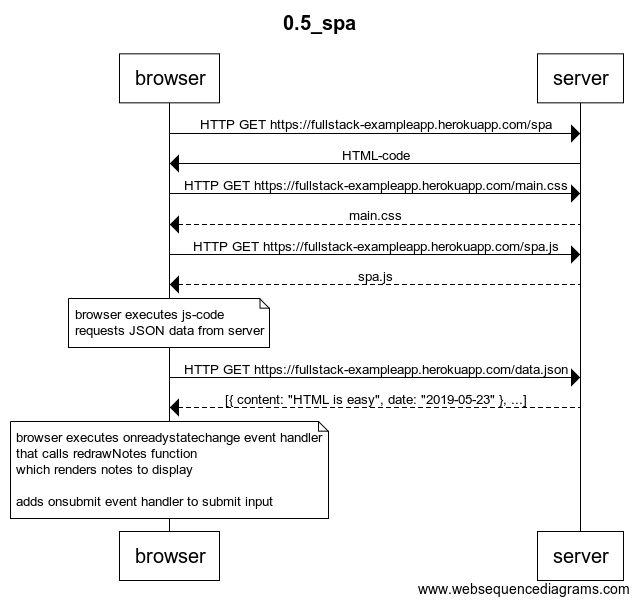 0.5_spa
browser
server
HTTP GET https://fullstack-exampleapp.herokuapp.com/spa
HTML-code
HTTP GET https://fullstack-exampleapp.herokuapp.com/main.css
main.css
HTTP GET https://fullstack-exampleapp.herokuapp.com/spa.js
spa.js
browser executes js-code
requests JSON data from server
HTTP GET https://fullstack-exampleapp.herokuapp.com/data.json
[{ content: "HTML is easy", date: "2019-05-23" }, ...]
browser executes onreadystatechange event handler
that calls redrawNotes function
which renders notes to display
adds onsubmit event handler to submit input
browser
server
www.websequencediagrams.com